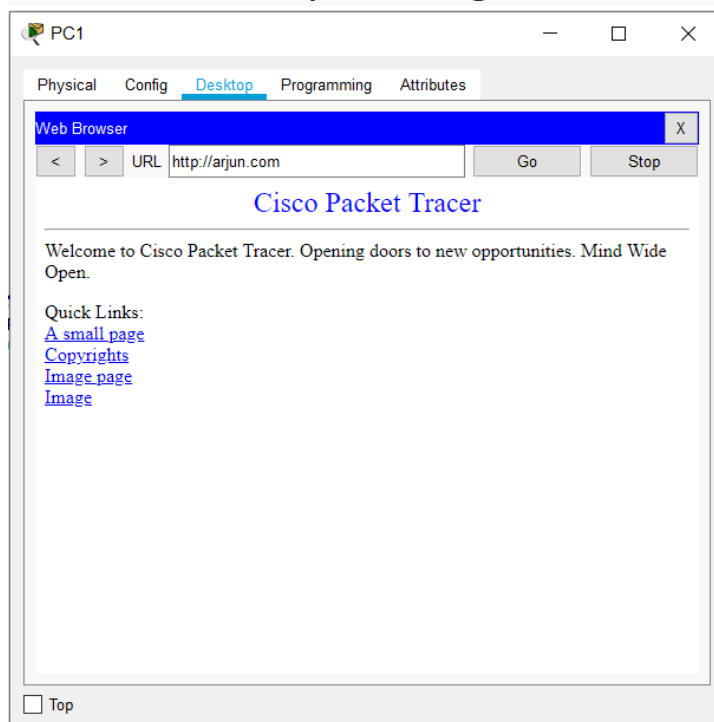 PC1
Physical Config Desktop Programming Attributes
Web Browser X
< > URL http://arjun.com Go Stop
Cisco Packet Tracer
Welcome to Cisco Packet Tracer. Opening doors to new opportunities. Mind Wide
Open.
Quick Links:
A small page
Copyrights
Image page
Image
Top